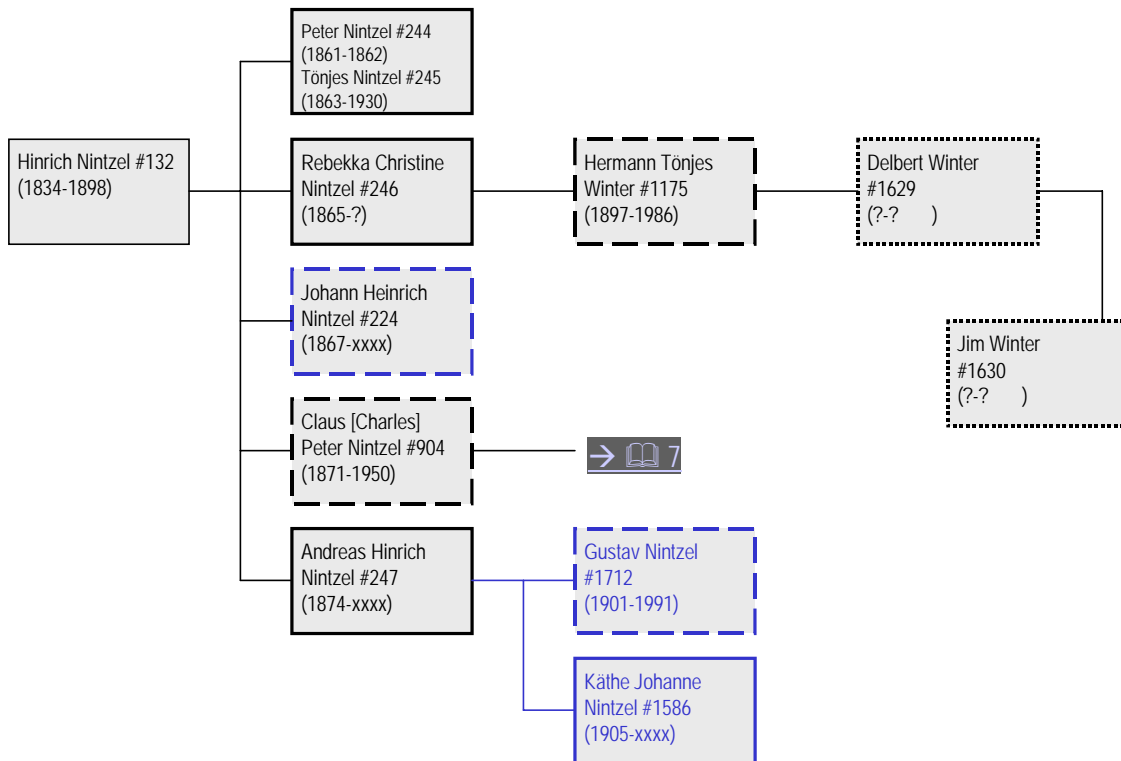 Peter Nintzel #244
(1861-1862)
Tönjes Nintzel #245
(1863-1930)
Hinrich Nintzel #132
(1834-1898)
Rebekka Christine
Nintzel #246
(1865-?)
Hermann Tönjes
Winter #1175
(1897-1986)
Delbert Winter
#1629
(?-? )
Johann Heinrich
Nintzel #224
(1867-xxxx)
Jim Winter
#1630
(?-? )
Claus [Charles]
Peter Nintzel #904
(1871-1950)
→ 🕮 7
Andreas Hinrich
Nintzel #247
(1874-xxxx)
Gustav Nintzel
#1712
(1901-1991)
Käthe Johanne
Nintzel #1586
(1905-xxxx)